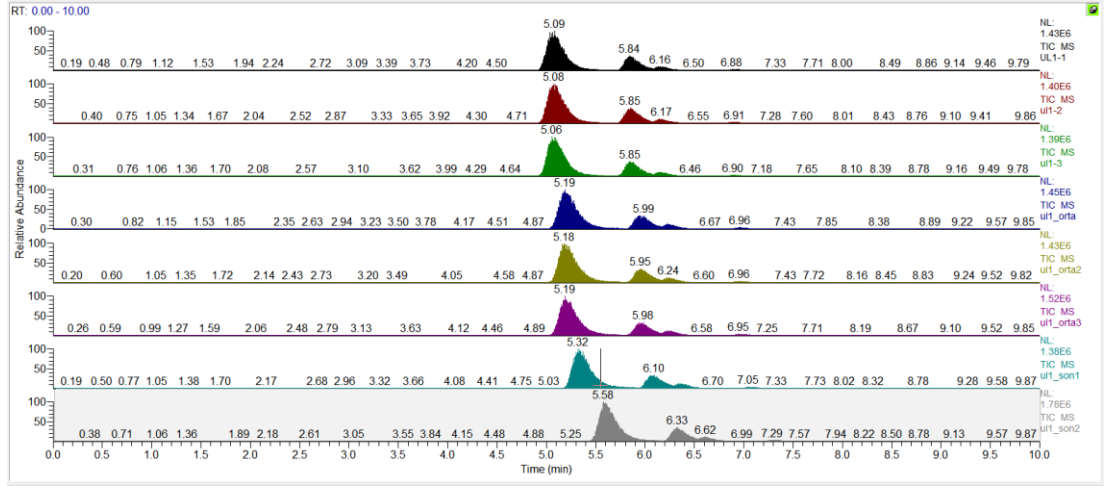 RT: 0.00 - 10.00
Relative Abundance
100
50
5.09
0.19 0.48 0.79 1.12 1.53 1.94 2.24 2.72 3.09 3.39 3.73 4.20 4.50 5.84 6.16 6.50 6.88 7.33 7.71 8.00 8.49 8.86 9.14 9.46 9.79
NL:
1.43E6
TIC MS
UL1-1
100
50
5.08
0.40 0.75 1.05 1.34 1.67 2.04 2.52 2.87 3.33 3.65 3.92 4.30 4.71 5.85 6.17 6.55 6.91 7.28 7.60 8.01 8.43 8.76 9.10 9.41 9.86
NL:
1.40E6
TIC MS
ul1-2
100
50
5.06
0.31 0.76 1.06 1.36 1.70 2.08 2.57 3.10 3.62 3.99 4.29 4.64 5.85 6.46 6.90 7.18 7.65 8.10 8.39 8.78 9.16 9.49 9.78
NL:
1.39E6
TIC MS
ul1-3
100
50
5.19
0.30 0.82 1.15 1.53 1.85 2.35 2.63 2.94 3.23 3.50 3.78 4.17 4.51 4.87 5.99 6.67 6.96 7.43 7.85 8.38 8.89 9.22 9.57 9.85
NL:
1.45E6
TIC MS
ul1_orta
100
50
5.18
0.20 0.60 1.05 1.35 1.72 2.14 2.43 2.73 3.20 3.49 4.05 4.58 4.87 5.95 6.24 6.60 6.96 7.43 7.72 8.16 8.45 8.83 9.24 9.52 9.82
NL:
1.43E6
TIC MS
ul1_orta2
100
50
5.19
0.26 0.59 0.99 1.27 1.59 2.06 2.48 2.79 3.13 3.63 4.12 4.46 4.89 5.98 6.58 6.95 7.25 7.71 8.19 8.67 9.10 9.52 9.85
NL:
1.52E6
TIC MS
ul1_orta3
100
50
5.32
0.19 0.50 0.77 1.05 1.38 1.70 2.17 2.68 2.96 3.32 3.66 4.08 4.41 4.75 5.03 6.10 6.70 7.05 7.33 7.73 8.02 8.32 8.78 9.28 9.58 9.87
NL:
1.38E6
TIC MS
ul1_son1
100
50
5.58
0.38 0.71 1.06 1.36 1.89 2.18 2.61 3.05 3.55 3.84 4.15 4.48 4.88 5.25 6.33 6.62 6.99 7.29 7.57 7.94 8.22 8.50 8.78 9.13 9.57 9.87
NL:
1.78E6
TIC MS
ul1_son2
0.0 0.5 1.0 1.5 2.0 2.5 3.0 3.5 4.0 4.5 5.0 5.5 6.0 6.5 7.0 7.5 8.0 8.5 9.0 9.5 10.0
Time (min)